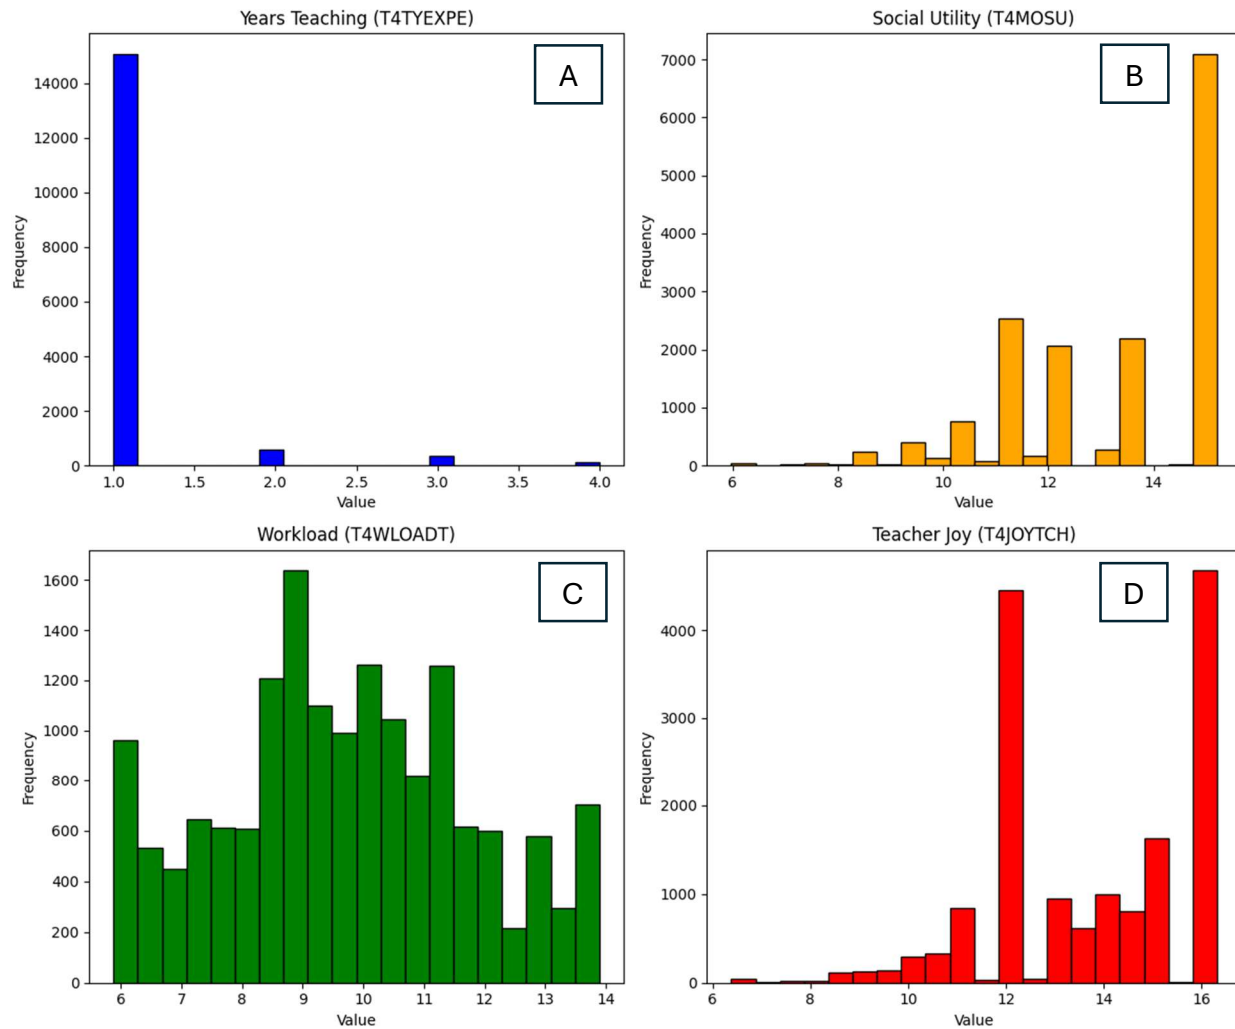 Years Teaching (T4TYEXPE)
A
14000
12000
10000
8000
6000
4000
2000
0
Frequency
1.0 1.5 2.0 2.5 3.0 3.5 4.0
Value
Social Utility (T4MOSU)
B
7000
6000
5000
4000
3000
2000
1000
0
Frequency
6 8 10 12 14
Value
Workload (T4WLOADT)
C
1600
1400
1200
1000
800
600
400
200
0
Frequency
6 7 8 9 10 11 12 13 14
Value
Teacher Joy (T4JOYTCH)
D
4000
3000
2000
1000
0
Frequency
6 8 10 12 14 16
Value